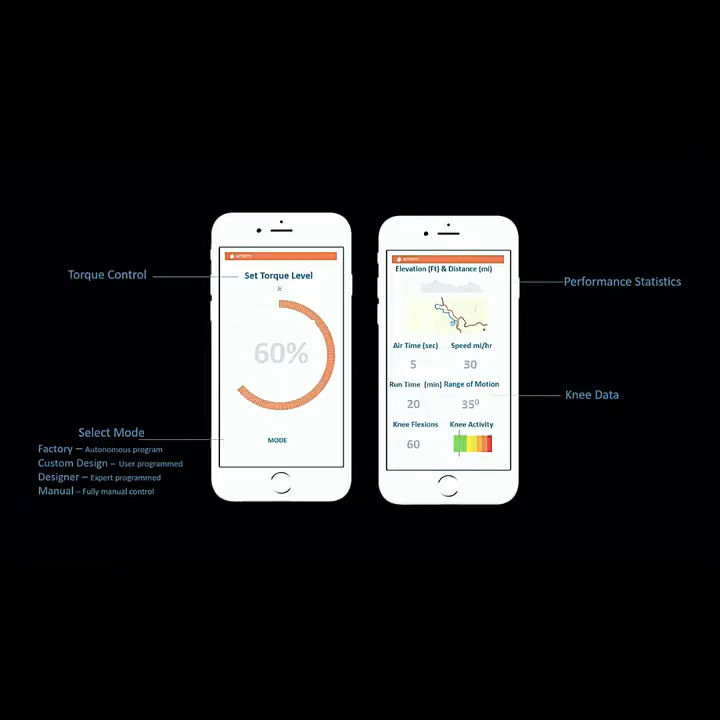 Torque Control
Select Mode
Factory – Autonomous program
Custom Design – User programmed
Designer – Expert programmed
Manual – Fully manual control
ACTIVITY
Set Torque Level
60%
MODE
ACTIVITY
Elevation (Ft) & Distance (mi)
Air Time (sec) Speed mi/hr
5 30
Run Time (min) Range of Motion
20 35⁰
Knee Flexions Knee Activity
60
Performance Statistics
Knee Data